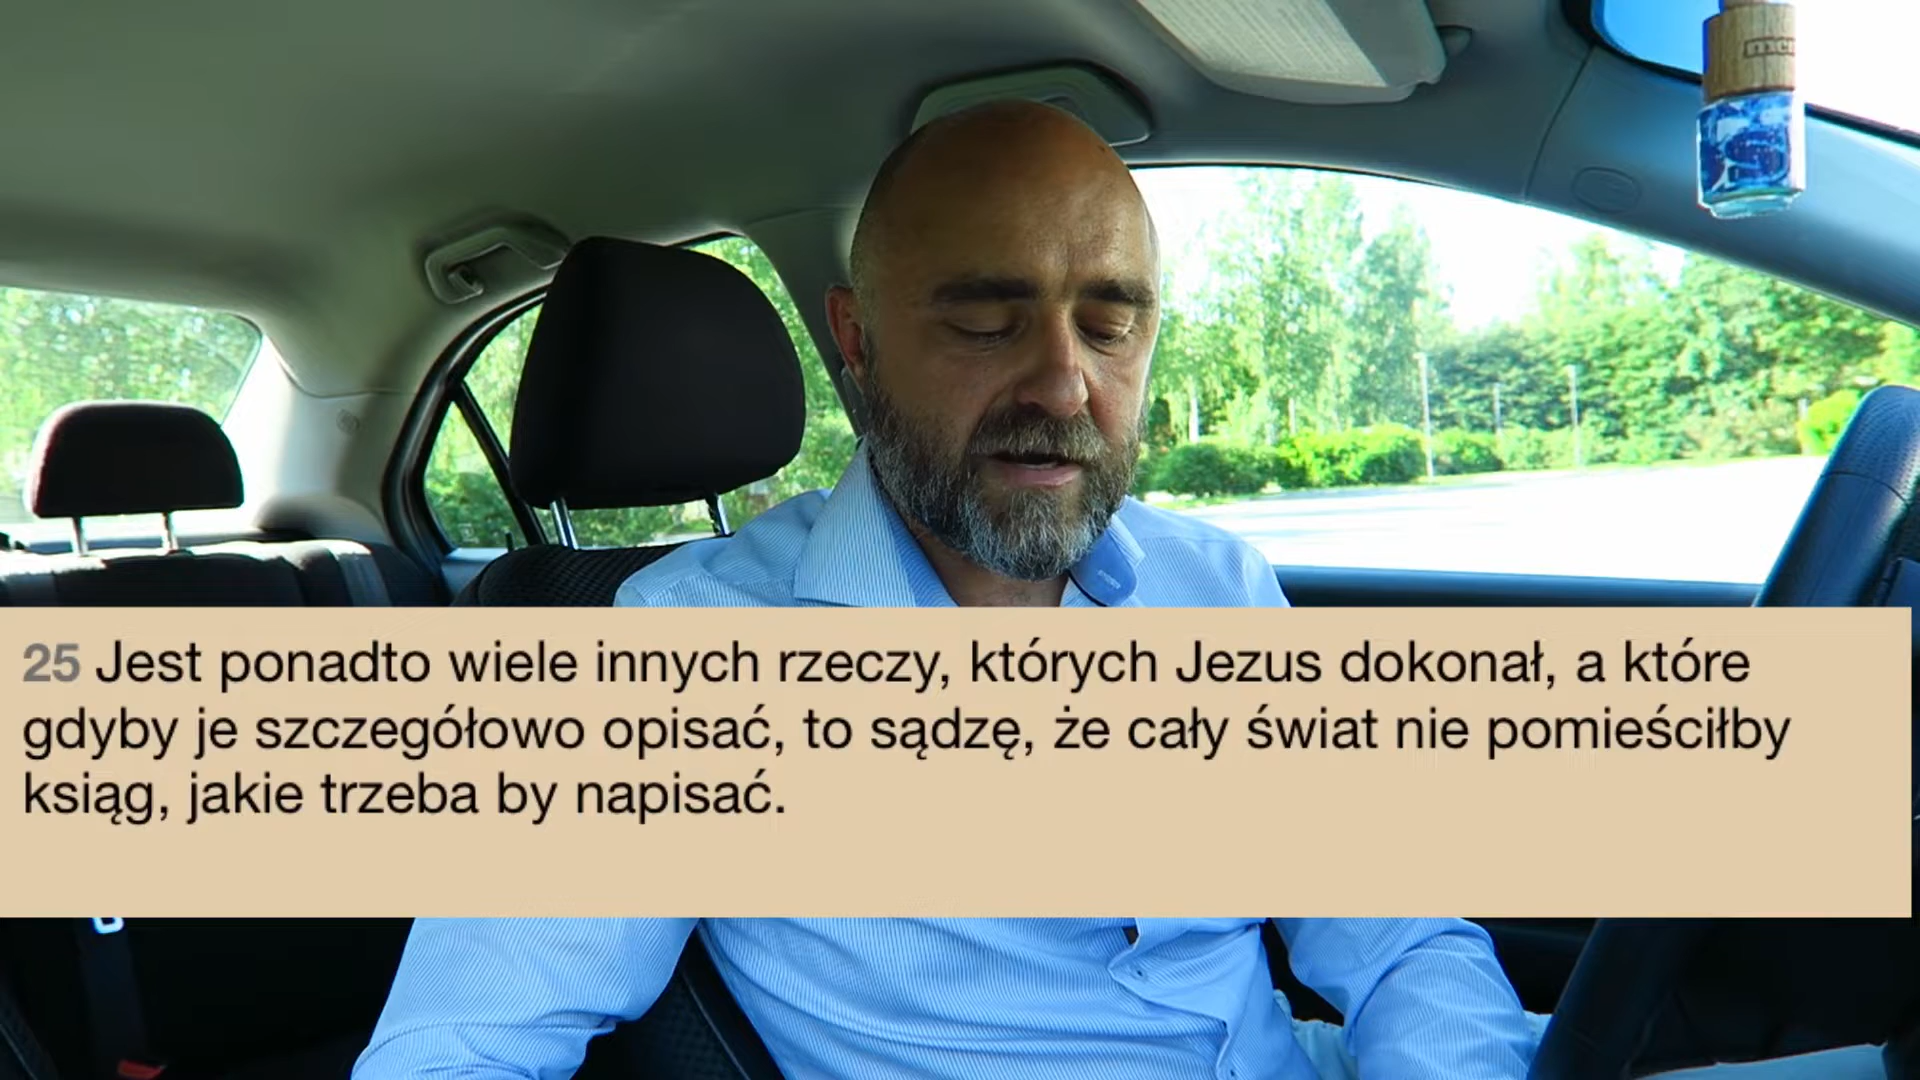 25 Jest ponadto wiele innych rzeczy, których Jezus dokonał, a które
gdyby je szczegółowo opisać, to sądzę, że cały świat nie pomieściłby
ksiąg, jakie trzeba by napisać.